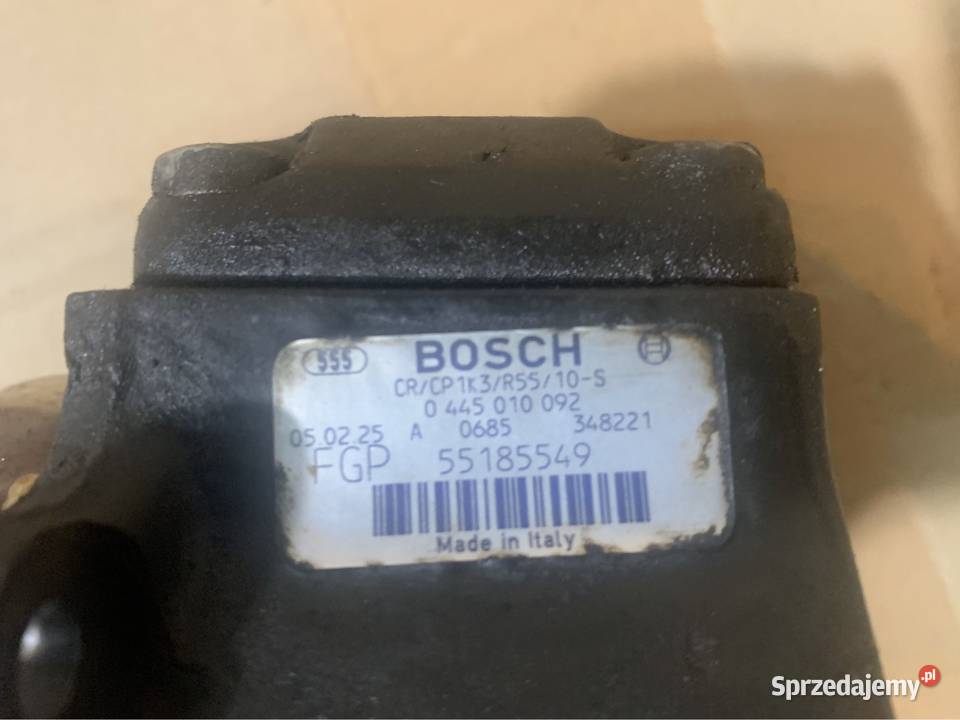 555 BOSCH
CR/CP1K3/R55/10-S
0 445 010 092
05.02.25 A 0685 348221
FGP 55185549
Made in Italy
Sprzedajemy.pl